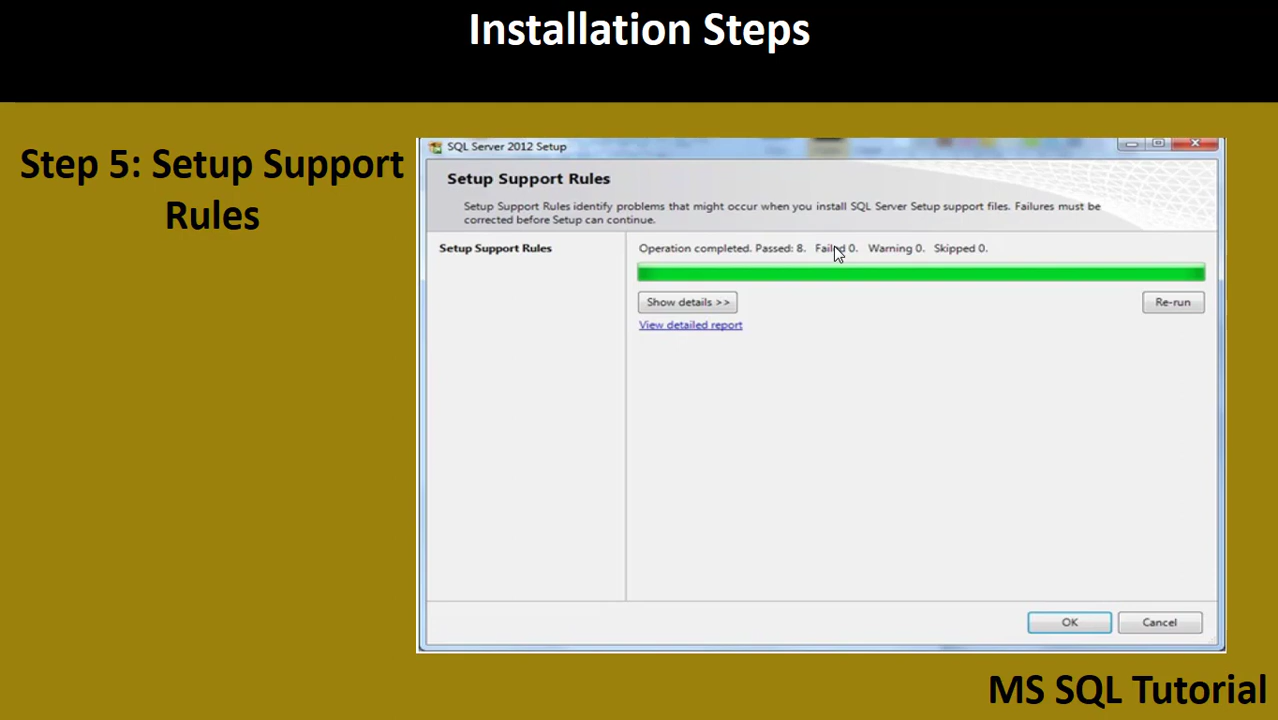 Installation Steps
Step 5: Setup Support
Rules
SQL Server 2012 Setup
Setup Support Rules
Setup Support Rules identify problems that might occur when you install SQL Server Setup support files. Failures must be
corrected before Setup can continue.
Setup Support Rules
Operation completed. Passed: 8. Failed 0. Warning 0. Skipped 0.
Show details >>
Re-run
View detailed report
OK
Cancel
MS SQL Tutorial